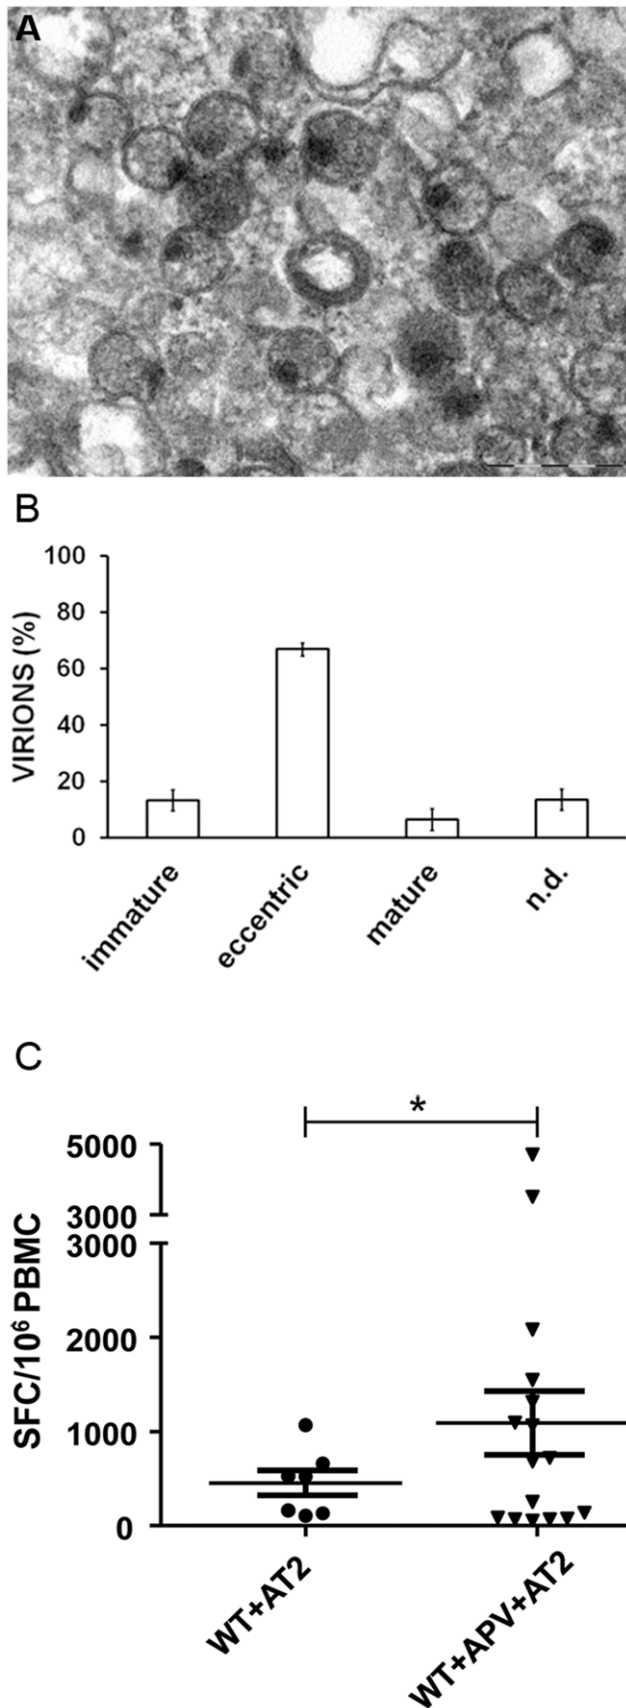 A
B
VIRIONS (%)
100
80
60
40
20
0
immature
eccentric
mature
n.d.
C
*
SFC/10⁶ PBMC
5000
3000
3000
2000
1000
0
WT+AT2
WT+APV+AT2